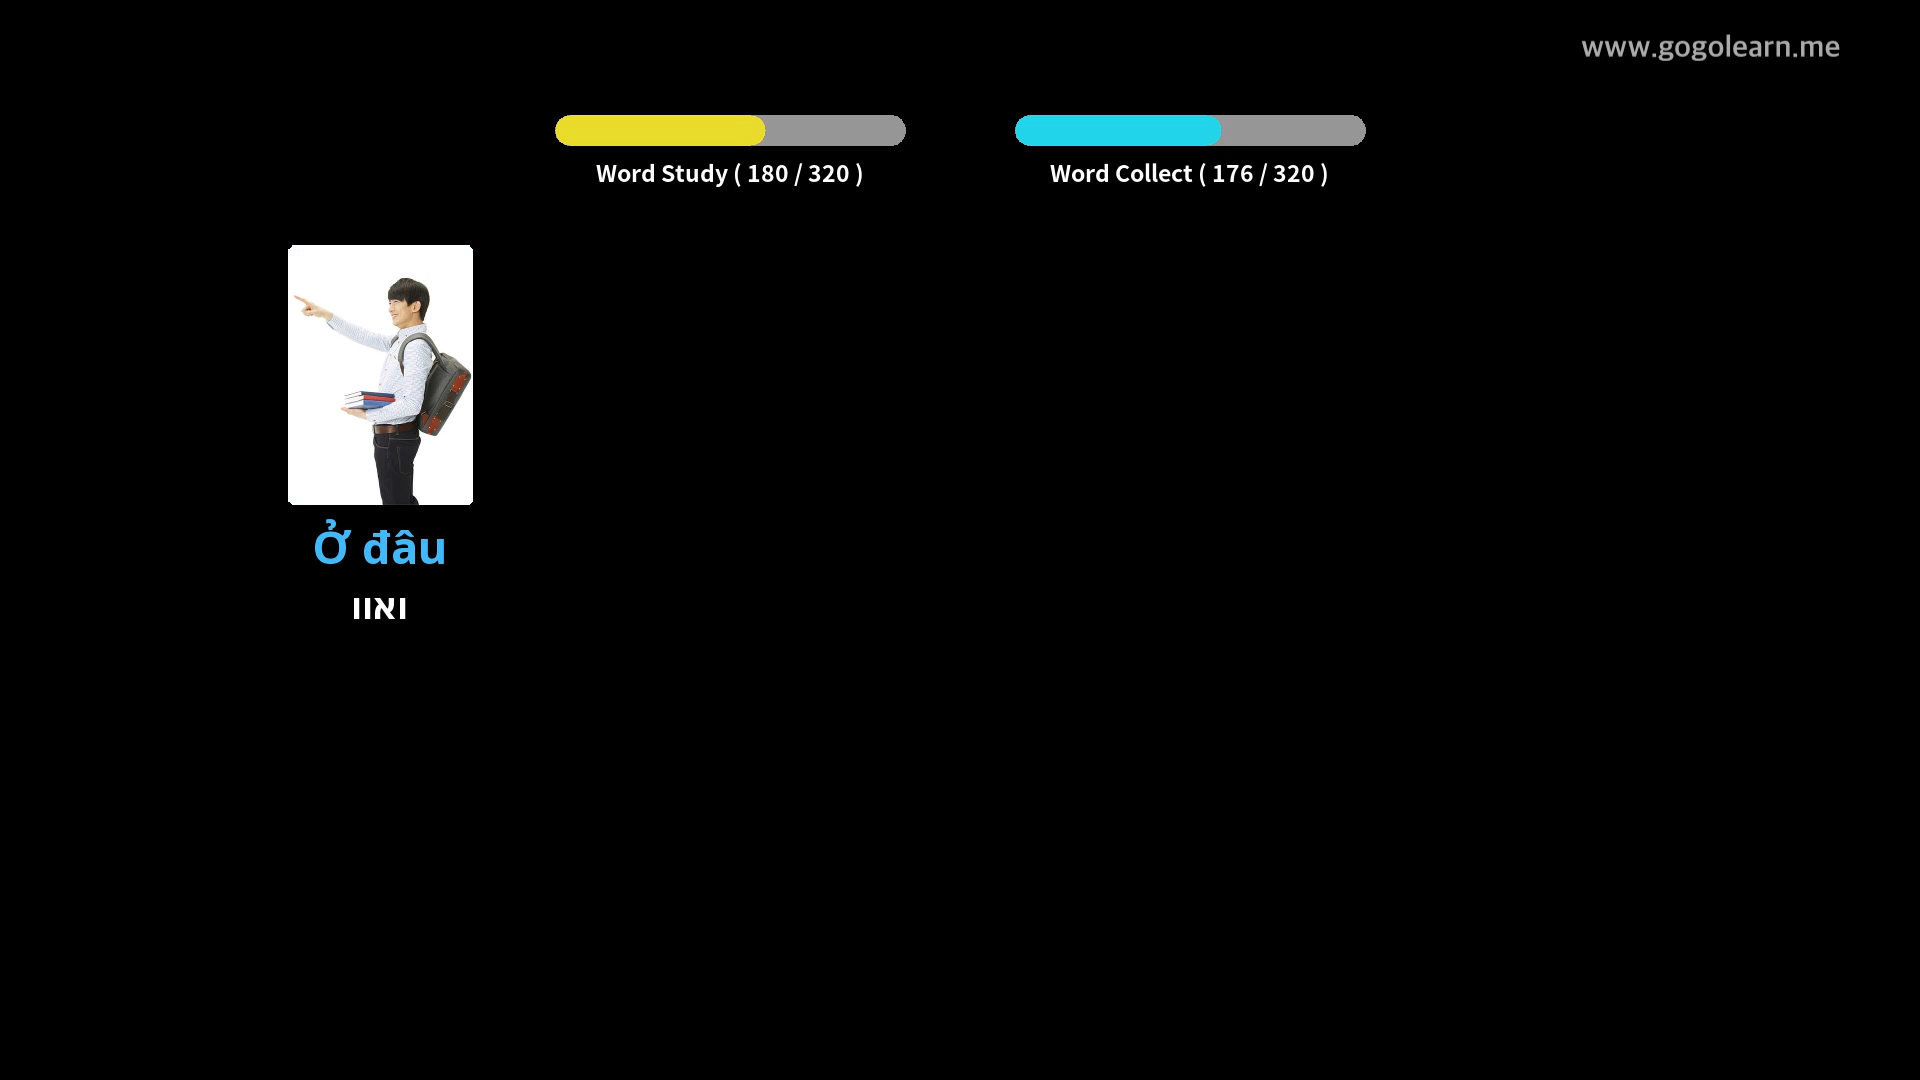 www.gogolearn.me
Word Study ( 180 / 320 )
Word Collect ( 176 / 320 )
Ở đâu
ואוו